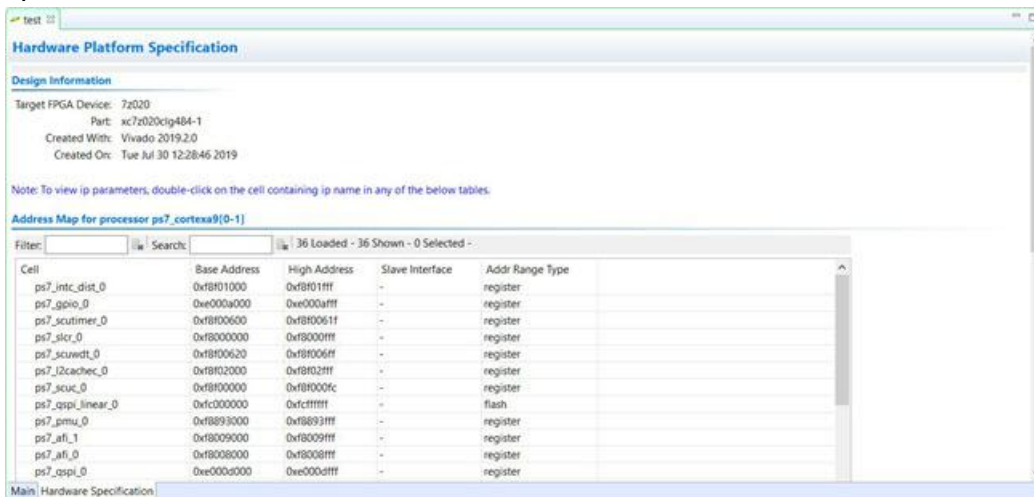 test
Hardware Platform Specification
Design Information
Target FPGA Device: 7z020
Part: xc7z020clg484-1
Created With: Vivado 2019.2.0
Created On: Tue Jul 30 12:28:46 2019
Note: To view ip parameters, double-click on the cell containing ip name in any of the below tables.
Address Map for processor ps7_cortexa9[0-1]
Filter: Search: 36 Loaded - 36 Shown - 0 Selected -
Cell Base Address High Address Slave Interface Addr Range Type
ps7_intc_dist_0 0xf8f01000 0xf8f01fff - register
ps7_gpio_0 0xe000a000 0xe000afff - register
ps7_scutimer_0 0xf8f00600 0xf8f0061f - register
ps7_slcr_0 0xf8000000 0xf8000fff - register
ps7_scuwdt_0 0xf8f00620 0xf8f006ff - register
ps7_l2cachec_0 0xf8f02000 0xf8f02fff - register
ps7_scuc_0 0xf8f00000 0xf8f000fc - register
ps7_qspi_linear_0 0xfc000000 0xfcffffff - flash
ps7_pmu_0 0xf8893000 0xf8893fff - register
ps7_afi_1 0xf8009000 0xf8009fff - register
ps7_afi_0 0xf8008000 0xf8008fff - register
ps7_qspi_0 0xe000d000 0xe000dfff - register
Main Hardware Specification